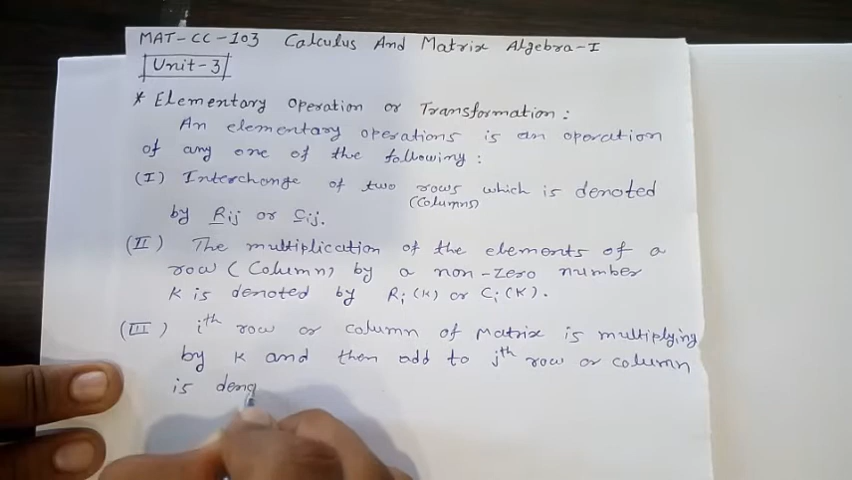 MAT-CC-103 Calculus And Matrix Algebra-I
Unit-3
* Elementary Operation or Transformation:
An elementary operations is an operation
of any one of the following:
(I) Interchange of two rows which is denoted
(Columns)
by Rij or Cij.
(II) The multiplication of the elements of a
row (Column) by a non-zero number
K is denoted by Ri(K) or Ci(K).
(III) ith row or column of Matrix is multiplying
by K and then add to jth row or column
is deno